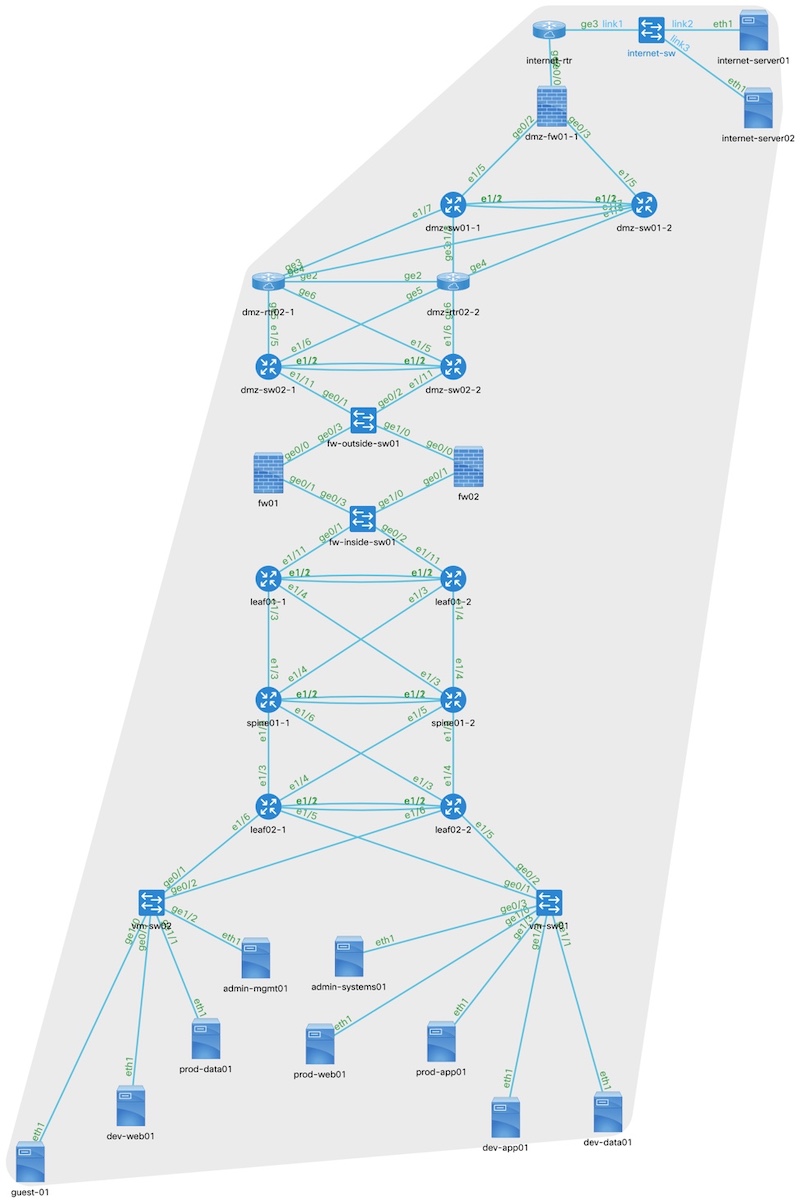 ge3 link1
link2
eth1
link3
internet-rtr
internet-sw
internet-server01
eth1
internet-server02
dmz-fw01-1
ge0/2
ge0/3
e1/5
e1/5
e1/7
e1/2
e1/2
dmz-sw01-1
dmz-sw01-2
ge3
ge4
ge2
ge2
ge3
ge4
dmz-rtr02-1
ge6
ge5
dmz-rtr02-2
e1/5
e1/6
e1/5
e1/6
e1/2
e1/2
dmz-sw02-1
dmz-sw02-2
e1/11
ge0/1
ge0/2
e1/11
fw-outside-sw01
ge0/0
ge0/3
ge1/0
ge0/0
fw01
fw02
ge0/1
ge0/3
ge1/0
ge0/1
fw-inside-sw01
e1/11
ge0/1
ge0/2
e1/11
e1/2
e1/2
leaf01-1
leaf01-2
e1/4
e1/3
e1/3
e1/4
e1/4
e1/3
e1/3
e1/4
e1/2
e1/2
spine01-1
spine01-2
e1/6
e1/5
e1/3
e1/4
e1/3
e1/4
e1/2
e1/2
leaf02-1
leaf02-2
e1/6
e1/5
e1/6
e1/5
ge0/1
ge0/2
ge0/1
ge0/2
vm-sw02
vm-sw01
ge1/2
ge0/3
eth1
eth1
admin-mgmt01
admin-systems01
eth1
eth1
eth1
prod-data01
prod-web01
prod-app01
eth1
eth1
eth1
dev-web01
dev-app01
dev-data01
eth1
guest-01